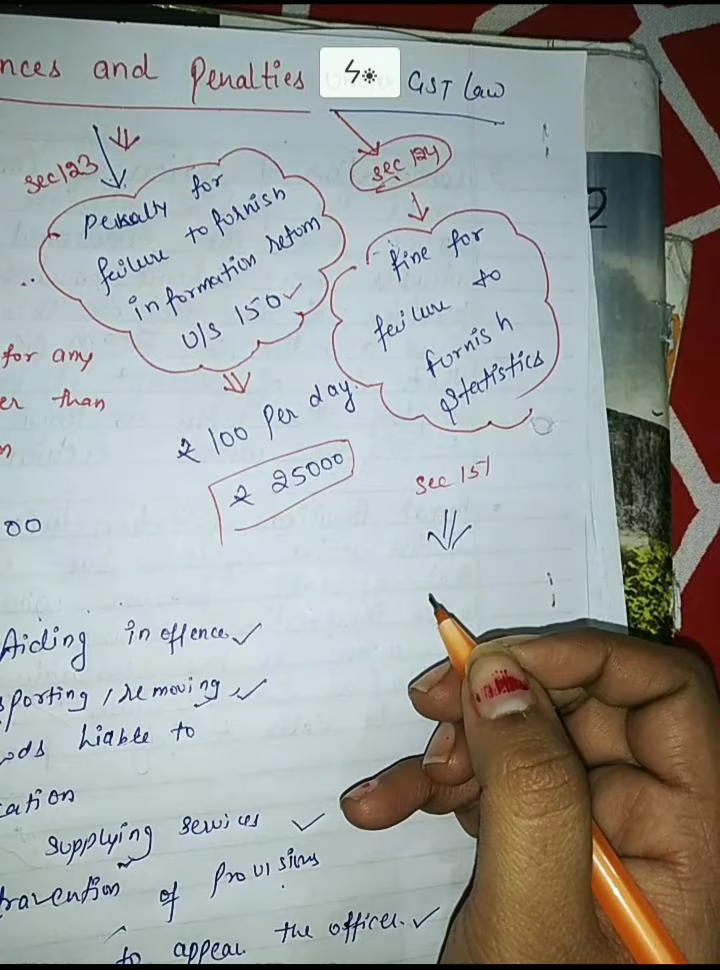 nces and Penalties GST Law
sec 123
Penalty for
failure to furnish
information return
U/S 150
sec 124
fine for
failure to
furnish
Statistics
Sec 151
₹ 100 Per day.
₹ 25000
for any
er than
00
Aiding in offence
sporting / removing
ods Liable to
cation
Supplying services
travention of Provisions
to appear the officer.
2